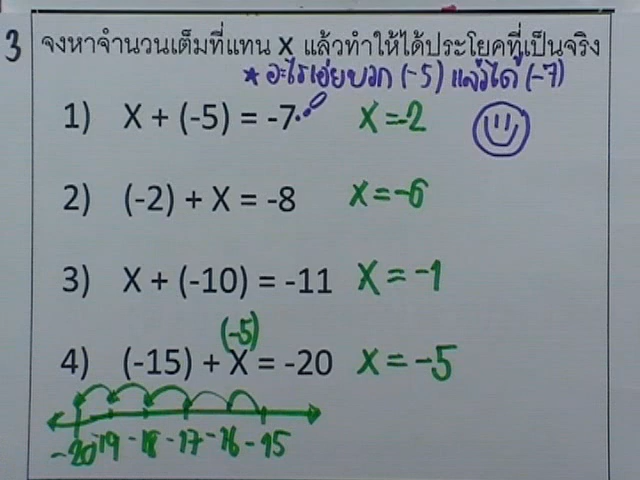 3 จงหาจำนวนเต็มที่แทน X แล้วทำให้ได้ประโยคที่เป็นจริง
* อะไรเอ่ยบวก (-5) แล้วได้ (-7)
1) X + (-5) = -7 X = -2
2) (-2) + X = -8 X = -6
3) X + (-10) = -11 X = -1
(-5)
4) (-15) + X = -20 X = -5
-20 -19 -18 -17 -16 -15